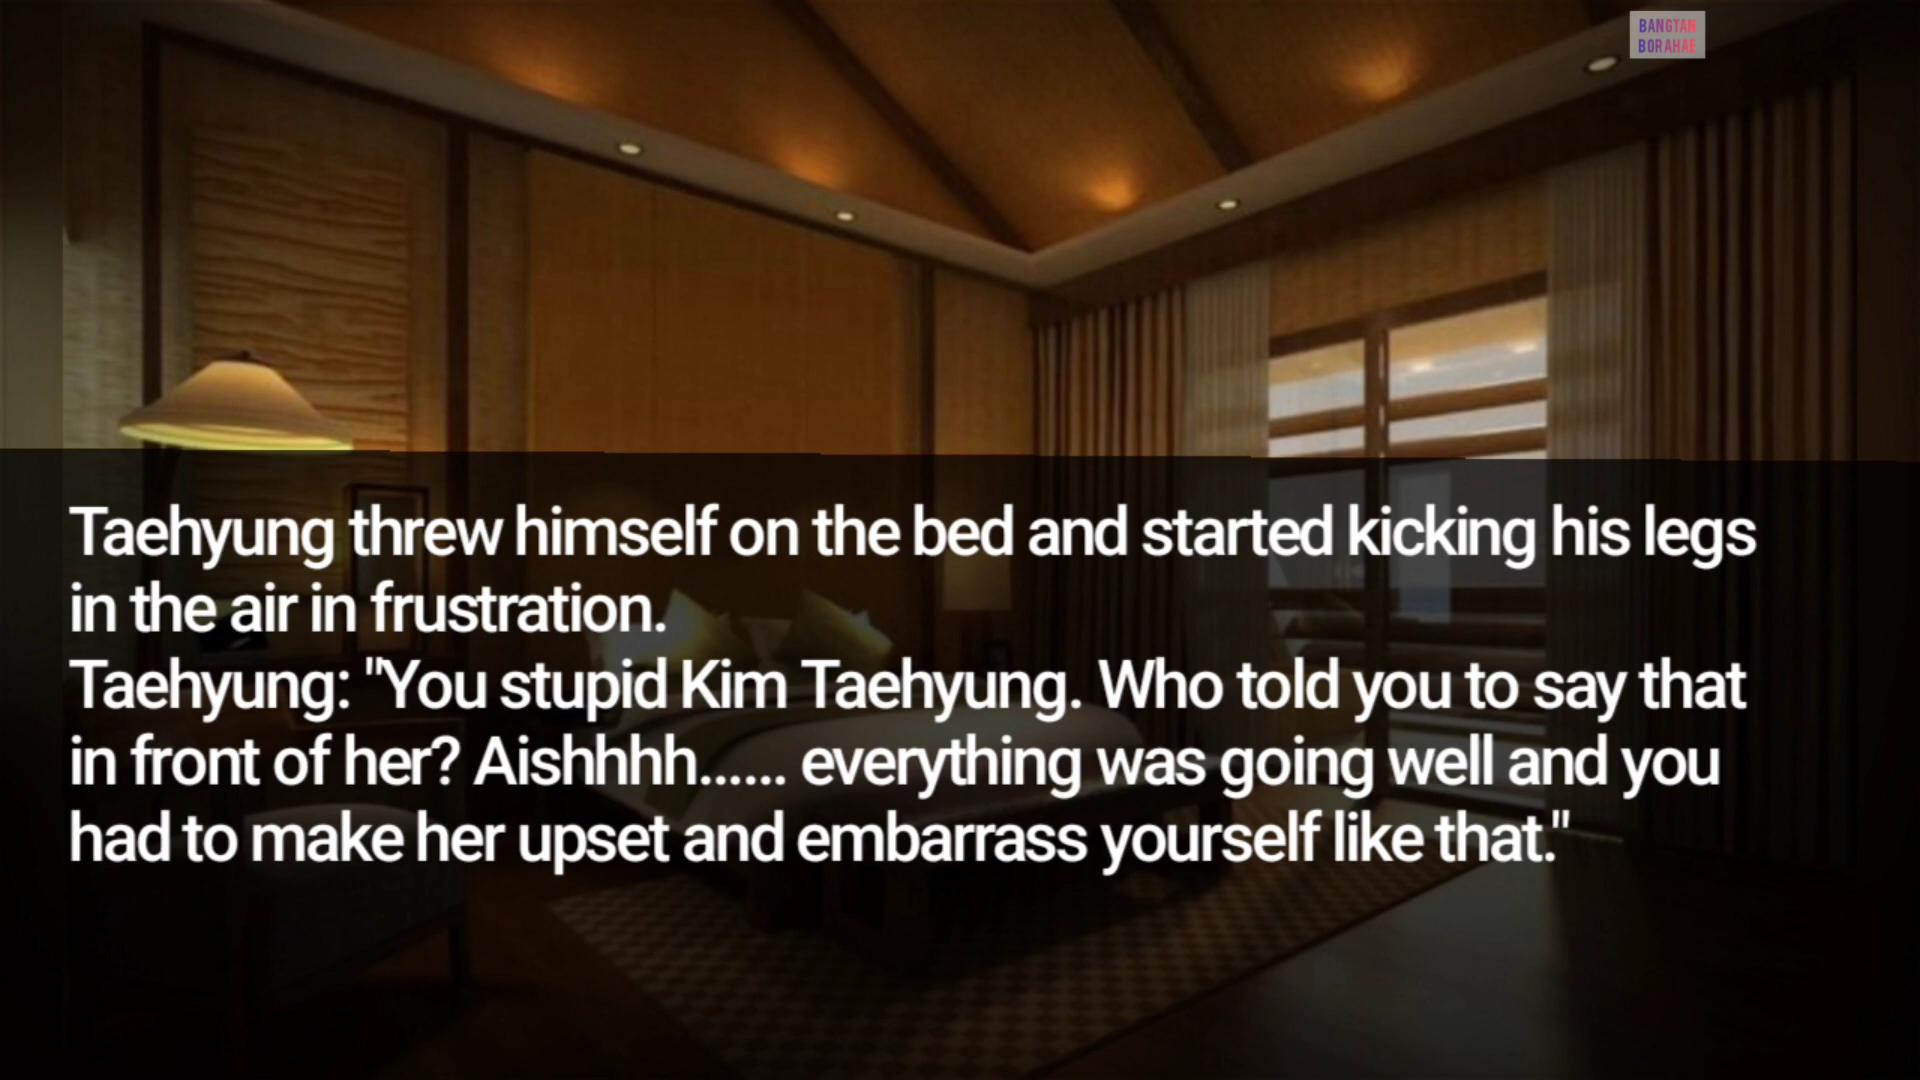 BANGTAN
BORAHAE
Taehyung threw himself on the bed and started kicking his legs
in the air in frustration.
Taehyung: "You stupid Kim Taehyung. Who told you to say that
in front of her? Aishhhh...... everything was going well and you
had to make her upset and embarrass yourself like that."